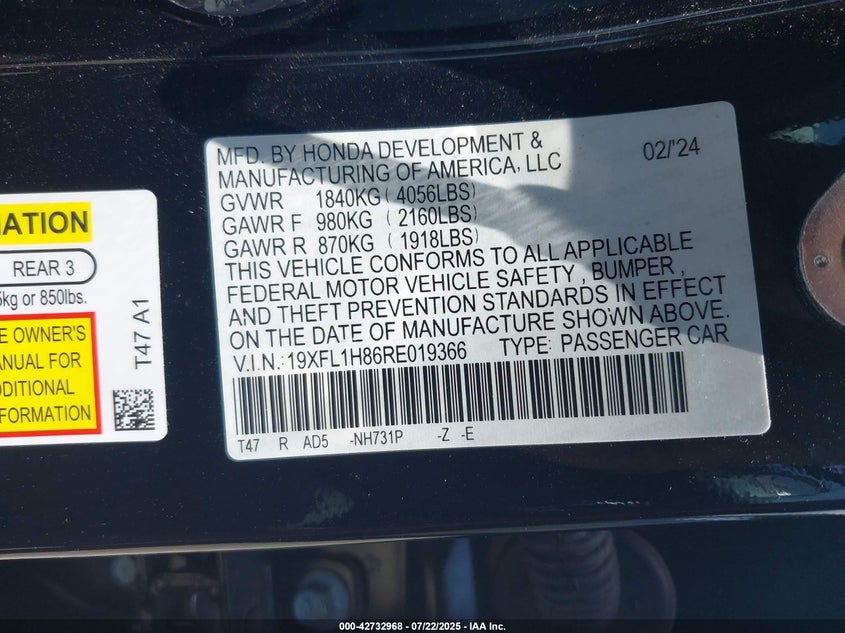 MATION
REAR 3
5kg or 850lbs.
E OWNER'S
ANUAL FOR
DDITIONAL
FORMATION
T47 A1
MFD. BY HONDA DEVELOPMENT &
MANUFACTURING OF AMERICA, LLC
02/'24
GVWR 1840KG ( 4056LBS)
GAWR F 980KG ( 2160LBS)
GAWR R 870KG ( 1918LBS)
THIS VEHICLE CONFORMS TO ALL APPLICABLE
FEDERAL MOTOR VEHICLE SAFETY , BUMPER ,
AND THEFT PREVENTION STANDARDS IN EFFECT
ON THE DATE OF MANUFACTURE SHOWN ABOVE.
V.I.N.: 19XFL1H86RE019366 TYPE: PASSENGER CAR
T47 R AD5 -NH731P -Z -E
000-42732968 - 07/22/2025 - IAA Inc.